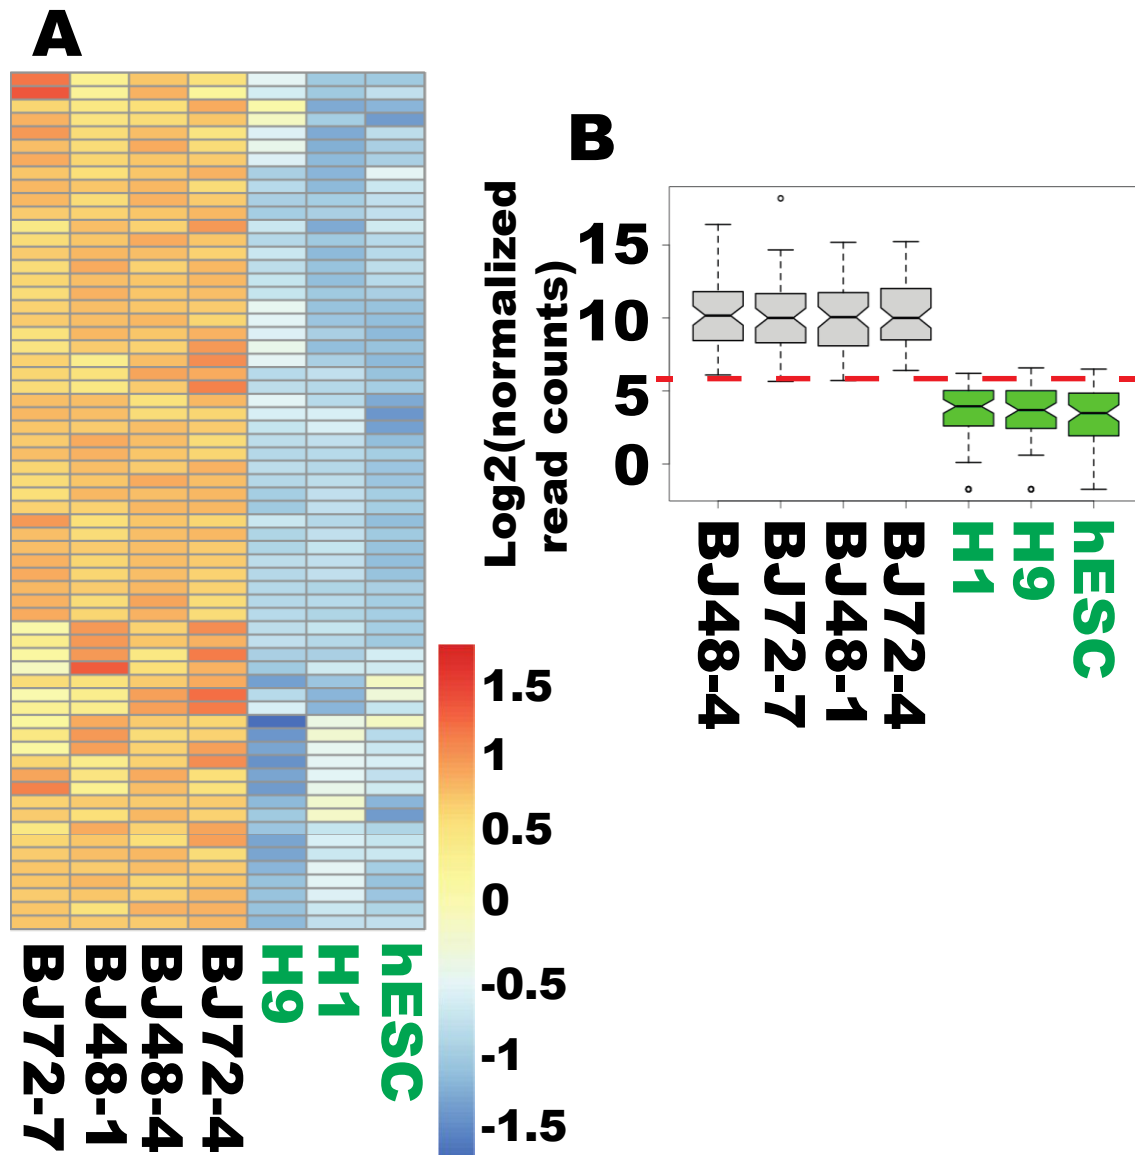 A
BJ72-7
BJ48-1
BJ48-4
BJ72-4
H9
H1
hESC
1.5
1
0.5
0
-0.5
-1
-1.5
B
Log2(normalized
read counts)
15
10
5
0
BJ48-4
BJ72-7
BJ48-1
BJ72-4
H1
H9
hESC